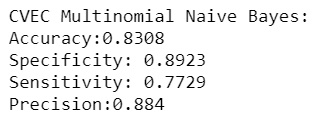 CVEC Multinomial Naive Bayes:
Accuracy:0.8308
Specificity: 0.8923
Sensitivity: 0.7729
Precision:0.884